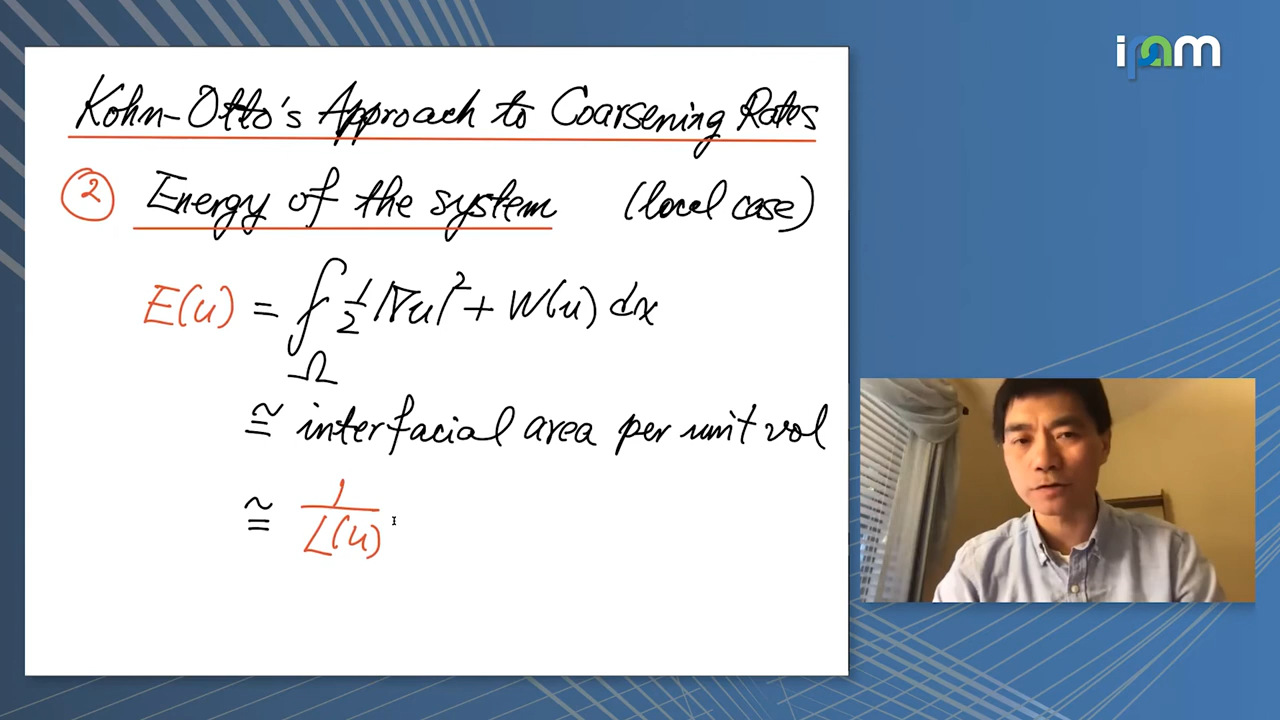 ipam
Kohn-Otto's Approach to Coarsening Rates
2 Energy of the system (local case)
E(u) = ⨍_Ω 1/2 |∇u|² + W(u) dx
≅ interfacial area per unit vol
≅ 1/L(u)